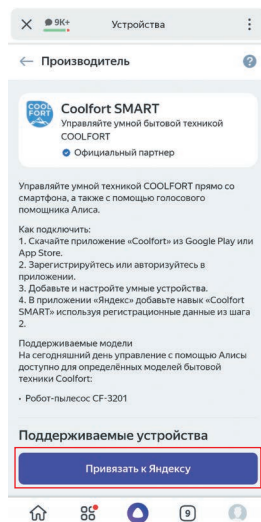 9K+
Устройства
Производитель
?
COOL
FORT
Coolfort SMART
Управляйте умной бытовой техникой
COOLFORT
Официальный партнер
Управляйте умной техникой COOLFORT прямо со
смартфона, а также с помощью голосового
помощника Алиса.
Как подключить:
1. Скачайте приложение «Coolfort» из Google Play или
App Store.
2. Зарегистрируйтесь или авторизуйтесь в
приложении.
3. Добавьте и настройте умные устройства.
4. В приложении «Яндекс» добавьте навык «Coolfort
SMART» используя регистрационные данные из шага
2.
Поддерживаемые модели
На сегодняшний день управление с помощью Алисы
доступно для определённых моделей бытовой
техники Coolfort:
• Робот-пылесос CF-3201
Поддерживаемые устройства
Привязать к Яндексу
9